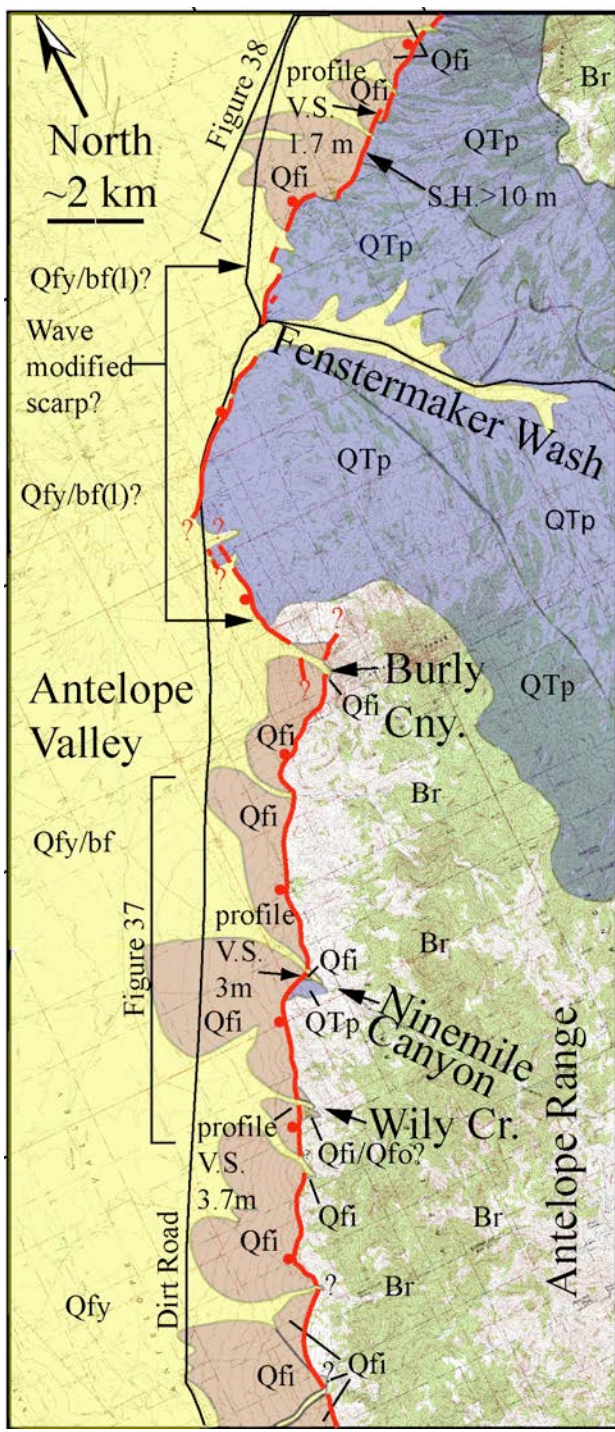 Qfi
Br
Figure 38
profile
V.S.
1.7 m
Qfi
North
~2 km
QTp
Qfi
S.H.>10 m
QTp
Qfy/bf(l)?
Wave
modified
scarp?
Fenstermaker Wash
QTp
QTp
Qfy/bf(l)?
?
?
?
?
QTp
Burly
Cny.
?
Qfi
Antelope
Valley
Qfi
Br
Qfi
Qfy/bf
Figure 37
profile
V.S.
3m
Br
Qfi
QTp
Qfi
Ninemile
Canyon
Wily Cr.
profile
V.S.
3.7m
Qfi/Qfo?
Qfi
Antelope Range
Br
Qfi
?
Br
Dirt Road
Qfy
Qfi
Qfi
?